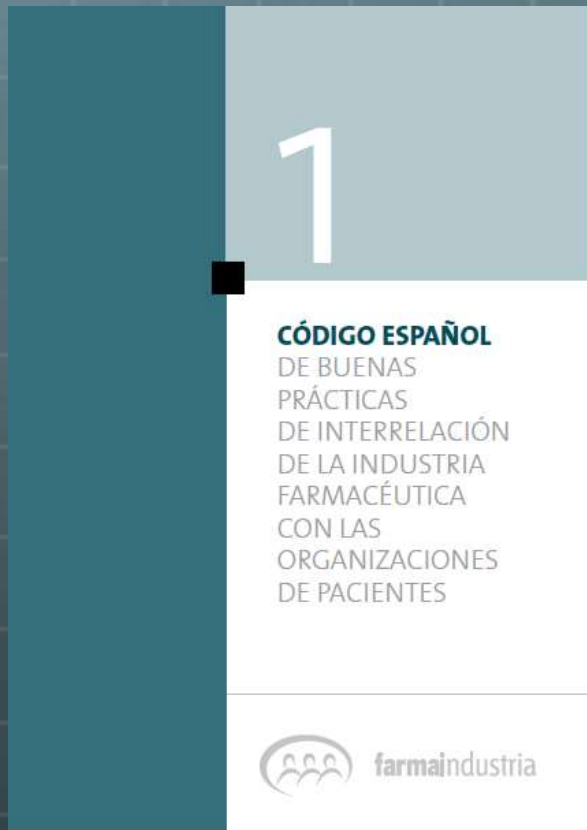 1
CÓDIGO ESPAÑOL
DE BUENAS
PRÁCTICAS
DE INTERRELACIÓN
DE LA INDUSTRIA
FARMACÉUTICA
CON LAS
ORGANIZACIONES
DE PACIENTES
farmaindustria